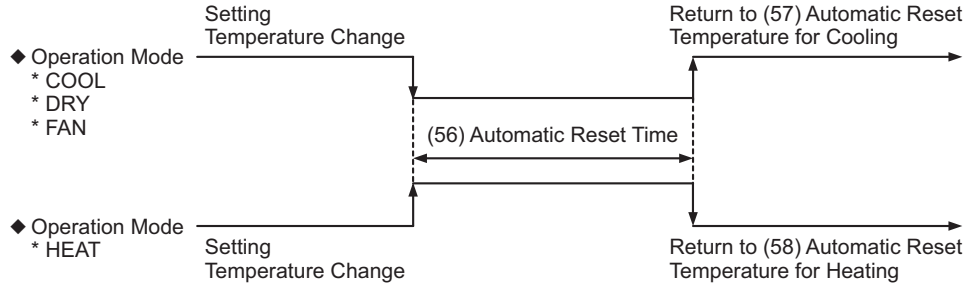 Setting
Temperature Change
Return to (57) Automatic Reset
Temperature for Cooling
◆ Operation Mode
* COOL
* DRY
* FAN
(56) Automatic Reset Time
◆ Operation Mode
* HEAT
Setting
Temperature Change
Return to (58) Automatic Reset
Temperature for Heating